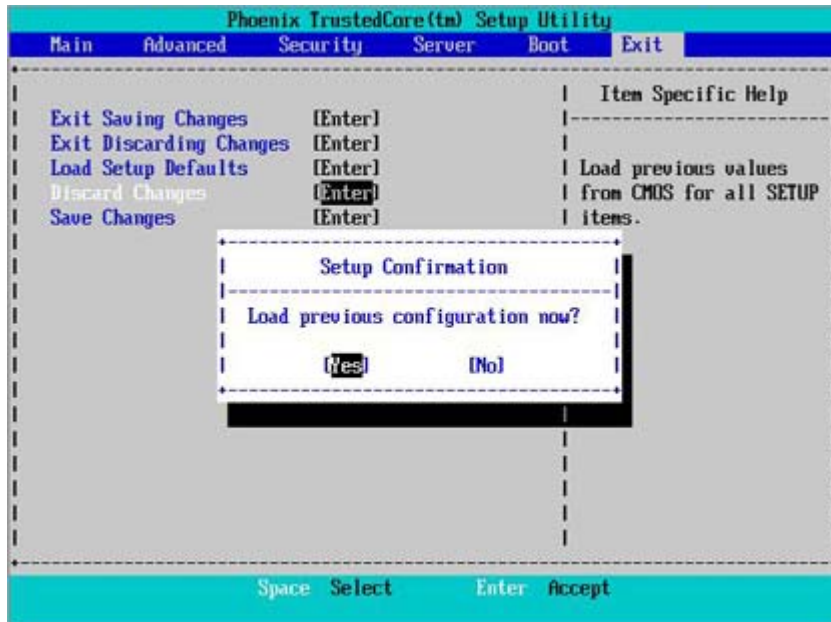 Phoenix TrustedCore(tm) Setup Utility
Main Advanced Security Server Boot Exit
Item Specific Help
Exit Saving Changes [Enter]
Exit Discarding Changes [Enter]
Load Setup Defaults [Enter]
Discard Changes [Enter]
Save Changes [Enter]
Load previous values
from CMOS for all SETUP
items.
Setup Confirmation
Load previous configuration now?
[Yes] [No]
Space Select Enter Accept